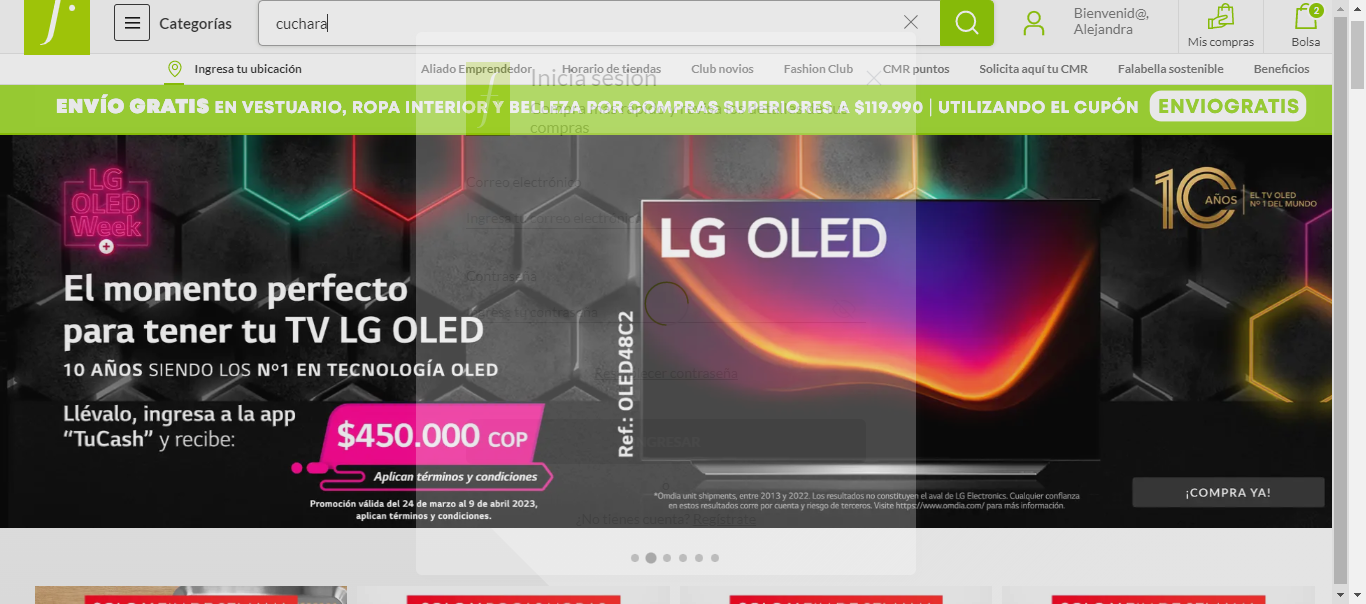 Categorías
cuchara
Bienvenid@,
Alejandra
Mis compras
2
Bolsa
Ingresa tu ubicación
Aliado Emprendedor
Horario de tiendas
Club novios
Fashion Club
CMR puntos
Solicita aquí tu CMR
Falabella sostenible
Beneficios
ENVÍO GRATIS EN VESTUARIO, ROPA INTERIOR Y BELLEZA POR COMPRAS SUPERIORES A $119.990 | UTILIZANDO EL CUPÓN ENVIOGRATIS
Inicia sesión
compras
Correo electrónico
Ingresa tu correo electrónico
Contraseña
Ingresa tu contraseña
Restablecer contraseña
INGRESAR
o
¿No tienes cuenta? Regístrate
LG
OLED
Week
El momento perfecto
para tener tu TV LG OLED
10 AÑOS SIENDO LOS Nº1 EN TECNOLOGÍA OLED
Llévalo, ingresa a la app
“TuCash” y recibe:
$450.000 COP
Aplican términos y condiciones
Promoción válida del 24 de marzo al 9 de abril 2023,
aplican términos y condiciones.
Ref.: OLED48C2
LG OLED
10 AÑOS
EL TV OLED
Nº 1 DEL MUNDO
*Omdia unit shipments, entre 2013 y 2022. Los resultados no constituyen el aval de LG Electronics. Cualquier confianza
en estos resultados corre por cuenta y riesgo de terceros. Visite https://www.omdia.com/ para más información.
¡COMPRA YA!